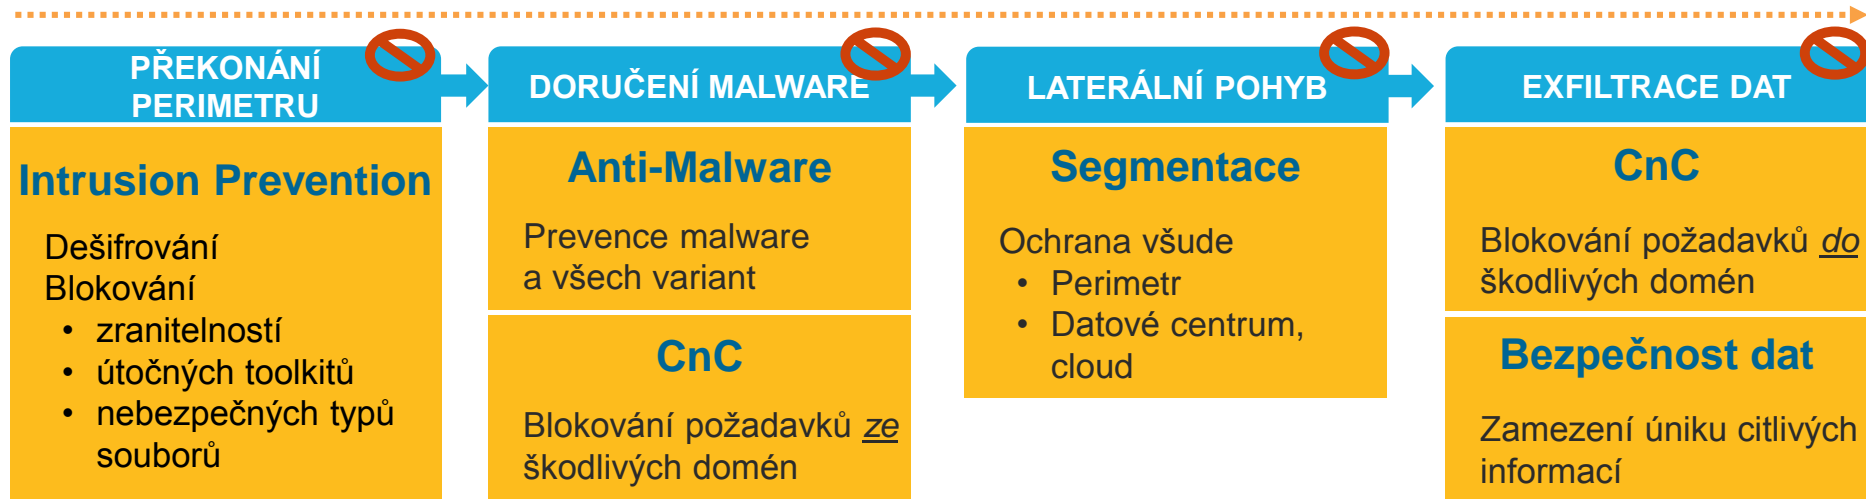 PŘEKONÁNÍ
PERIMETRU
Intrusion Prevention
Dešifrování
Blokování
• zranitelností
• útočných toolkitů
• nebezpečných typů
souborů
DORUČENÍ MALWARE
Anti-Malware
Prevence malware
a všech variant
CnC
Blokování požadavků ze
škodlivých domén
LATERÁLNÍ POHYB
Segmentace
Ochrana všude
• Perimetr
• Datové centrum,
cloud
EXFILTRACE DAT
CnC
Blokování požadavků do
škodlivých domén
Bezpečnost dat
Zamezení úniku citlivých
informací